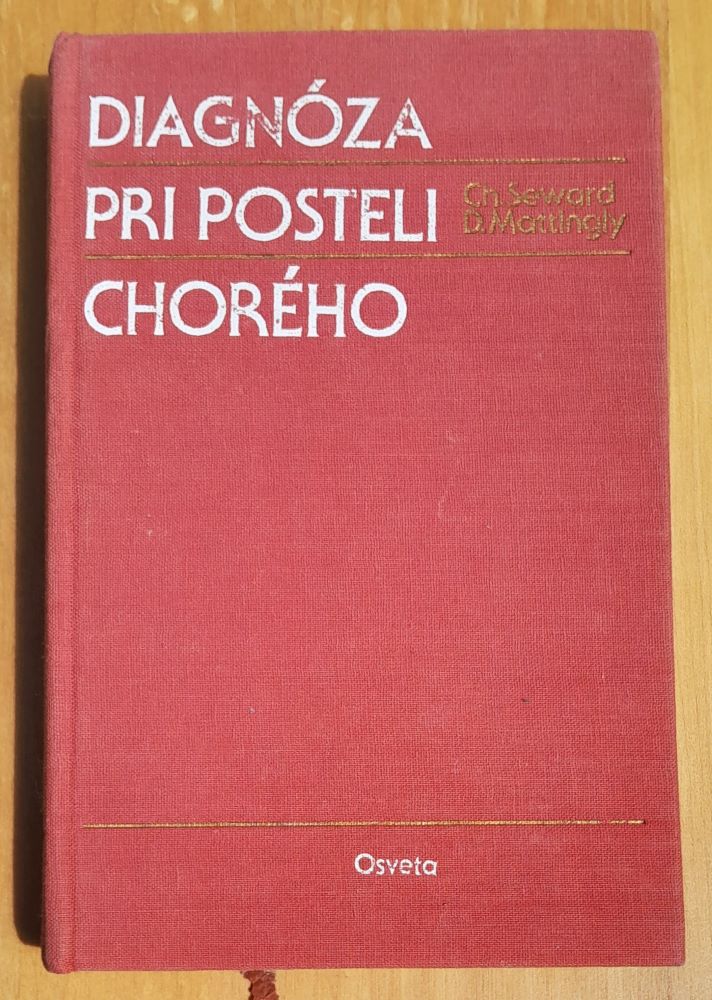 DIAGNÓZA
PRI POSTELI
CHORÉHO
Ch. Seward
D. Mattingly
Osveta